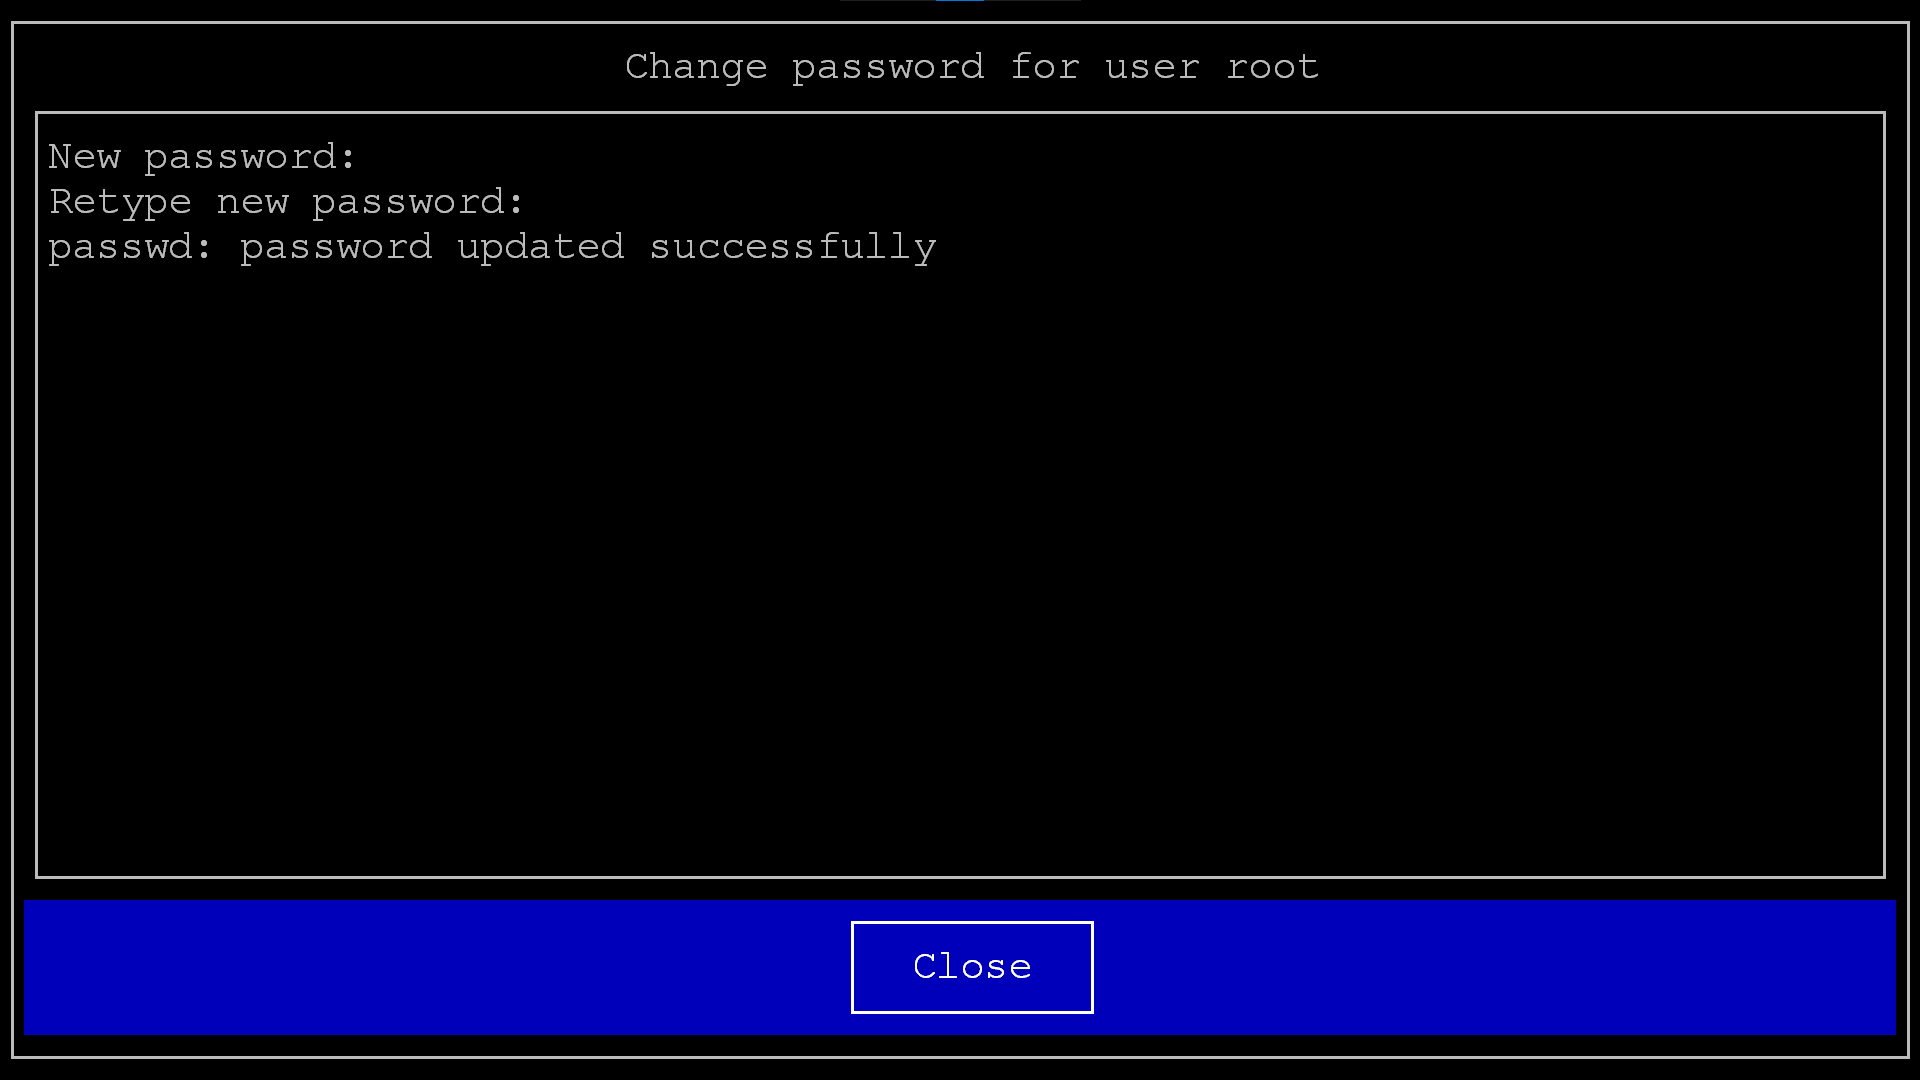 Change password for user root
New password:
Retype new password:
passwd: password updated successfully
Close